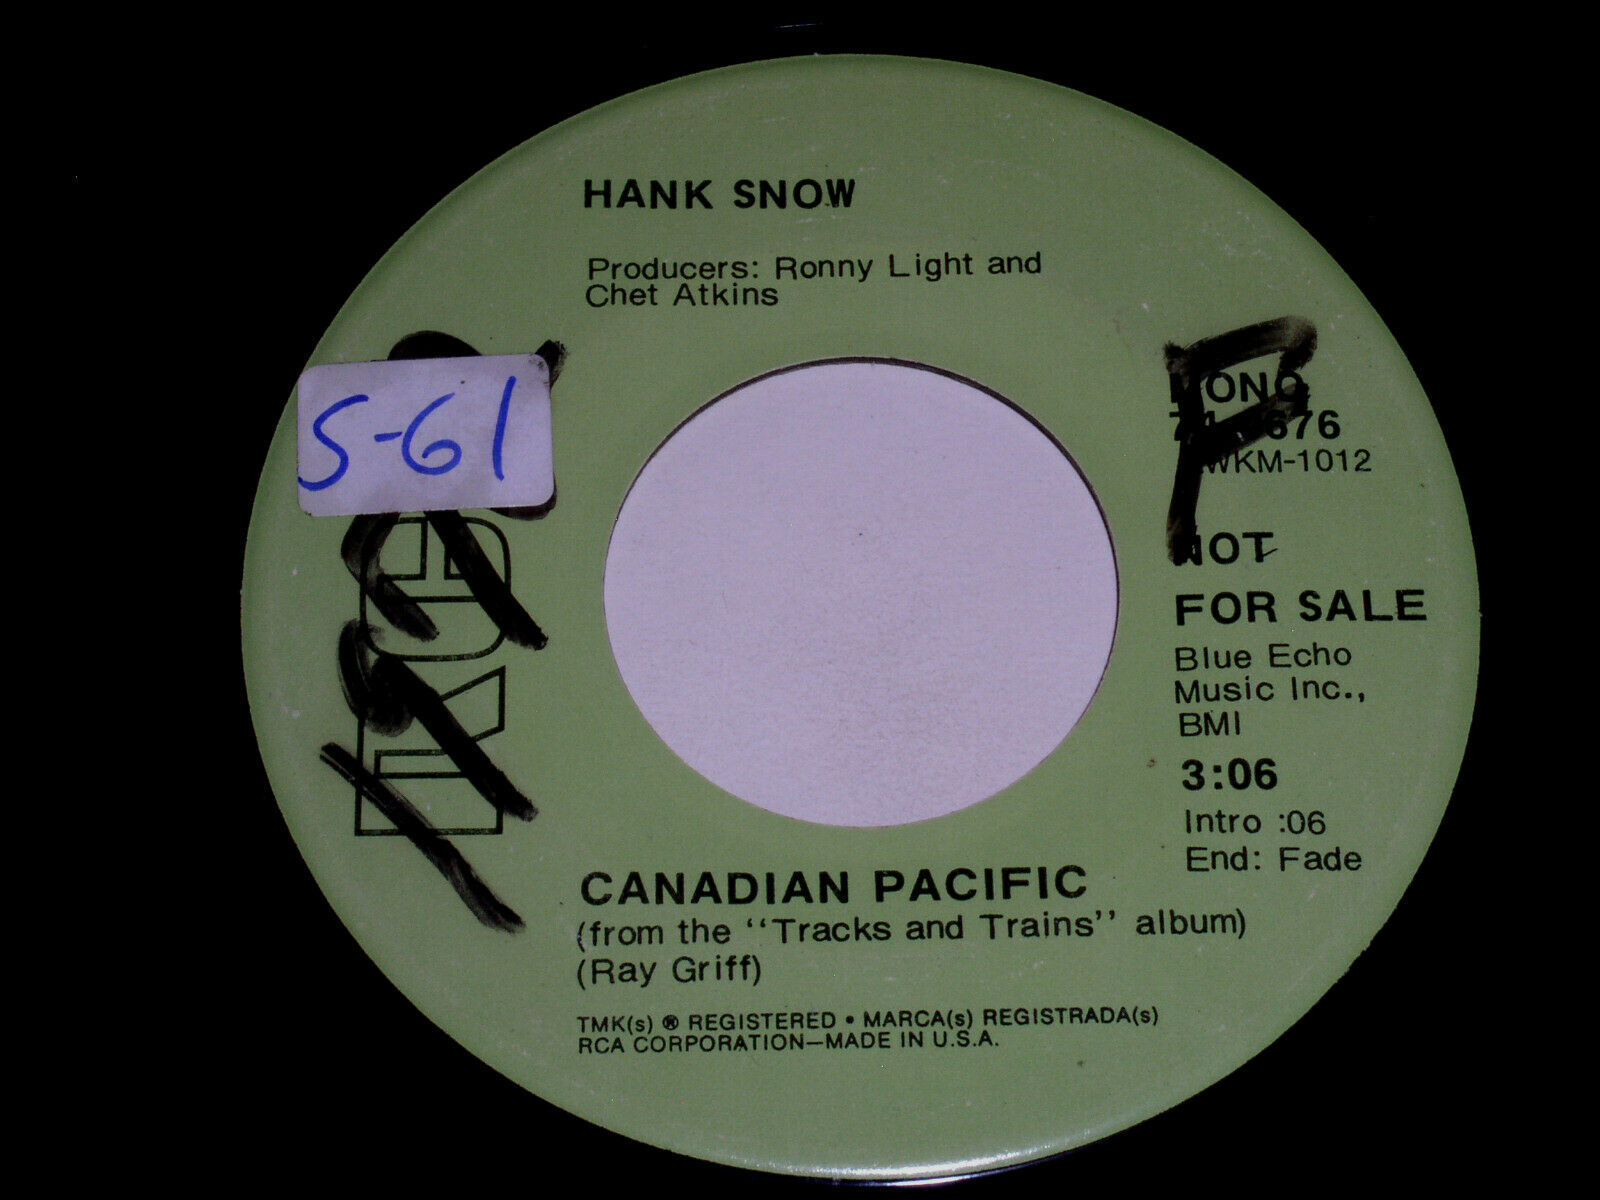 HANK SNOW
Producers: Ronny Light and
Chet Atkins
S-61
RCA
MONO
WKM-1012
NOT
FOR SALE
Blue Echo
Music Inc.,
BMI
3:06
Intro :06
End: Fade
CANADIAN PACIFIC
(from the "Tracks and Trains" album)
(Ray Griff)
TMK(s) ® REGISTERED • MARCA(s) REGISTRADA(s)
RCA CORPORATION—MADE IN U.S.A.